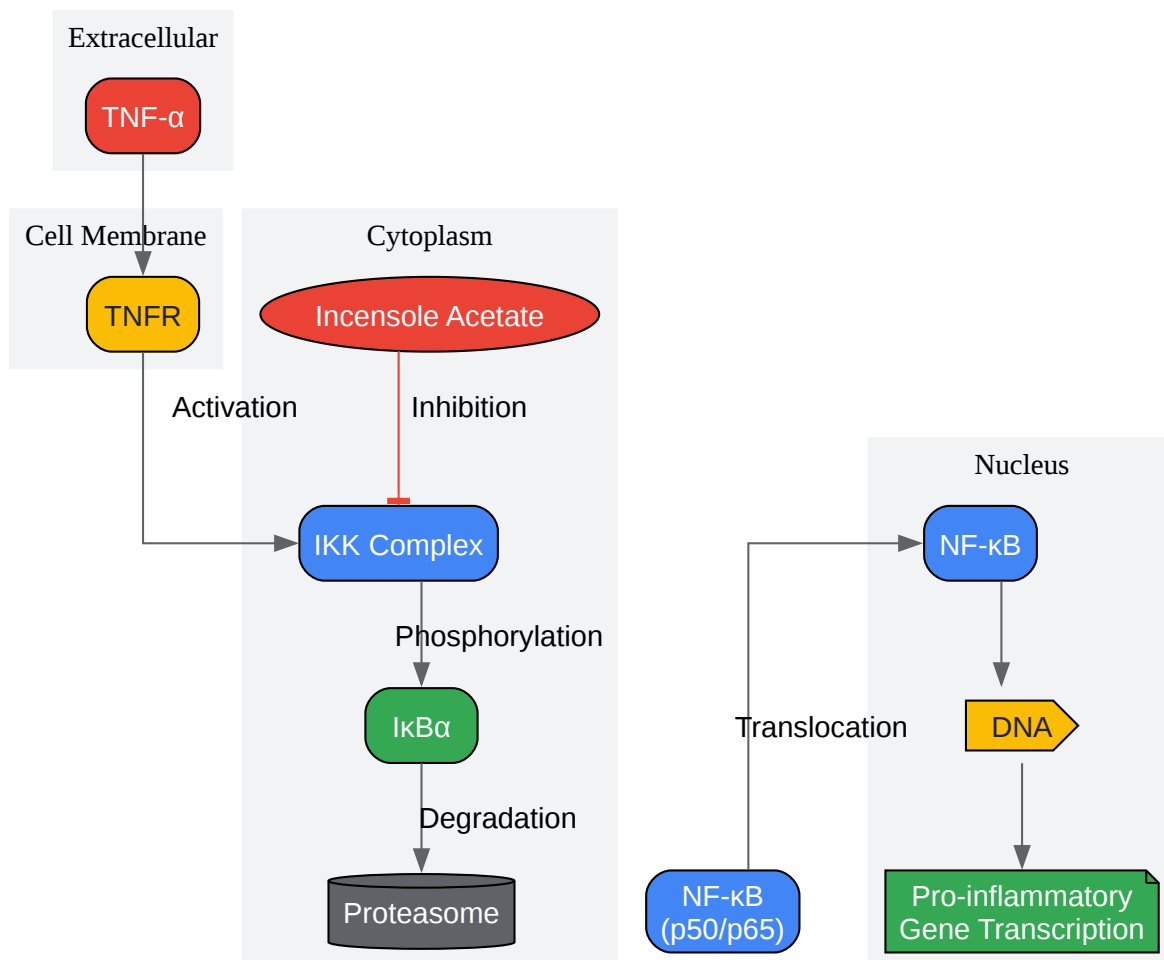 Extracellular
TNF-α
Cell Membrane
TNFR
Cytoplasm
Incensole Acetate
Activation
Inhibition
IKK Complex
Phosphorylation
IκBα
Degradation
Proteasome
Nucleus
NF-κB
Translocation
DNA
NF-κB
(p50/p65)
Pro-inflammatory
Gene Transcription